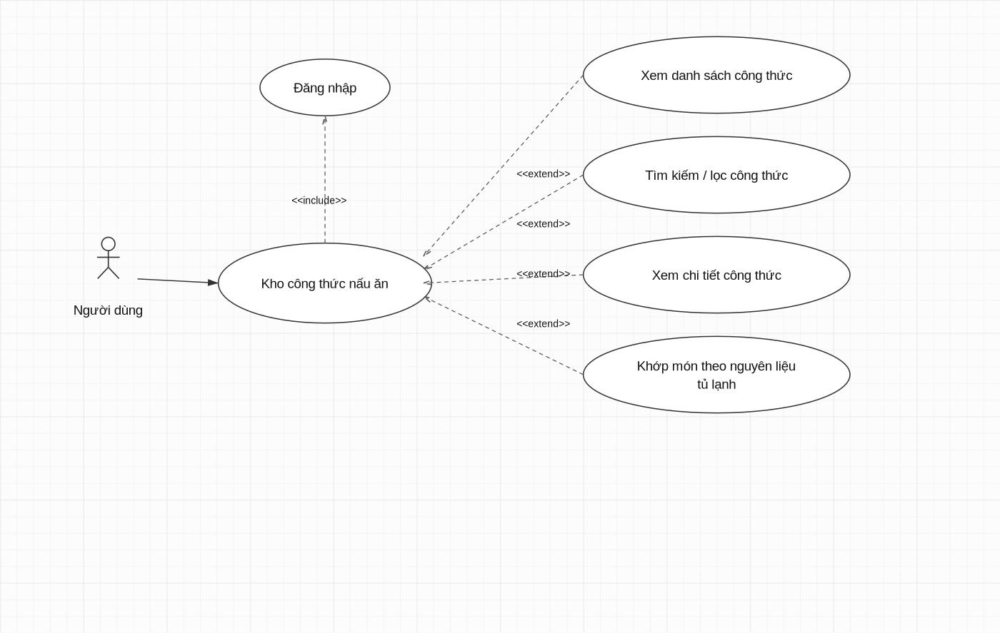 Xem danh sách công thức
Đăng nhập
<<extend>>
Tìm kiếm / lọc công thức
<<include>>
<<extend>>
<<extend>>
Xem chi tiết công thức
Kho công thức nấu ăn
Người dùng
<<extend>>
Khớp món theo nguyên liệu
tủ lạnh